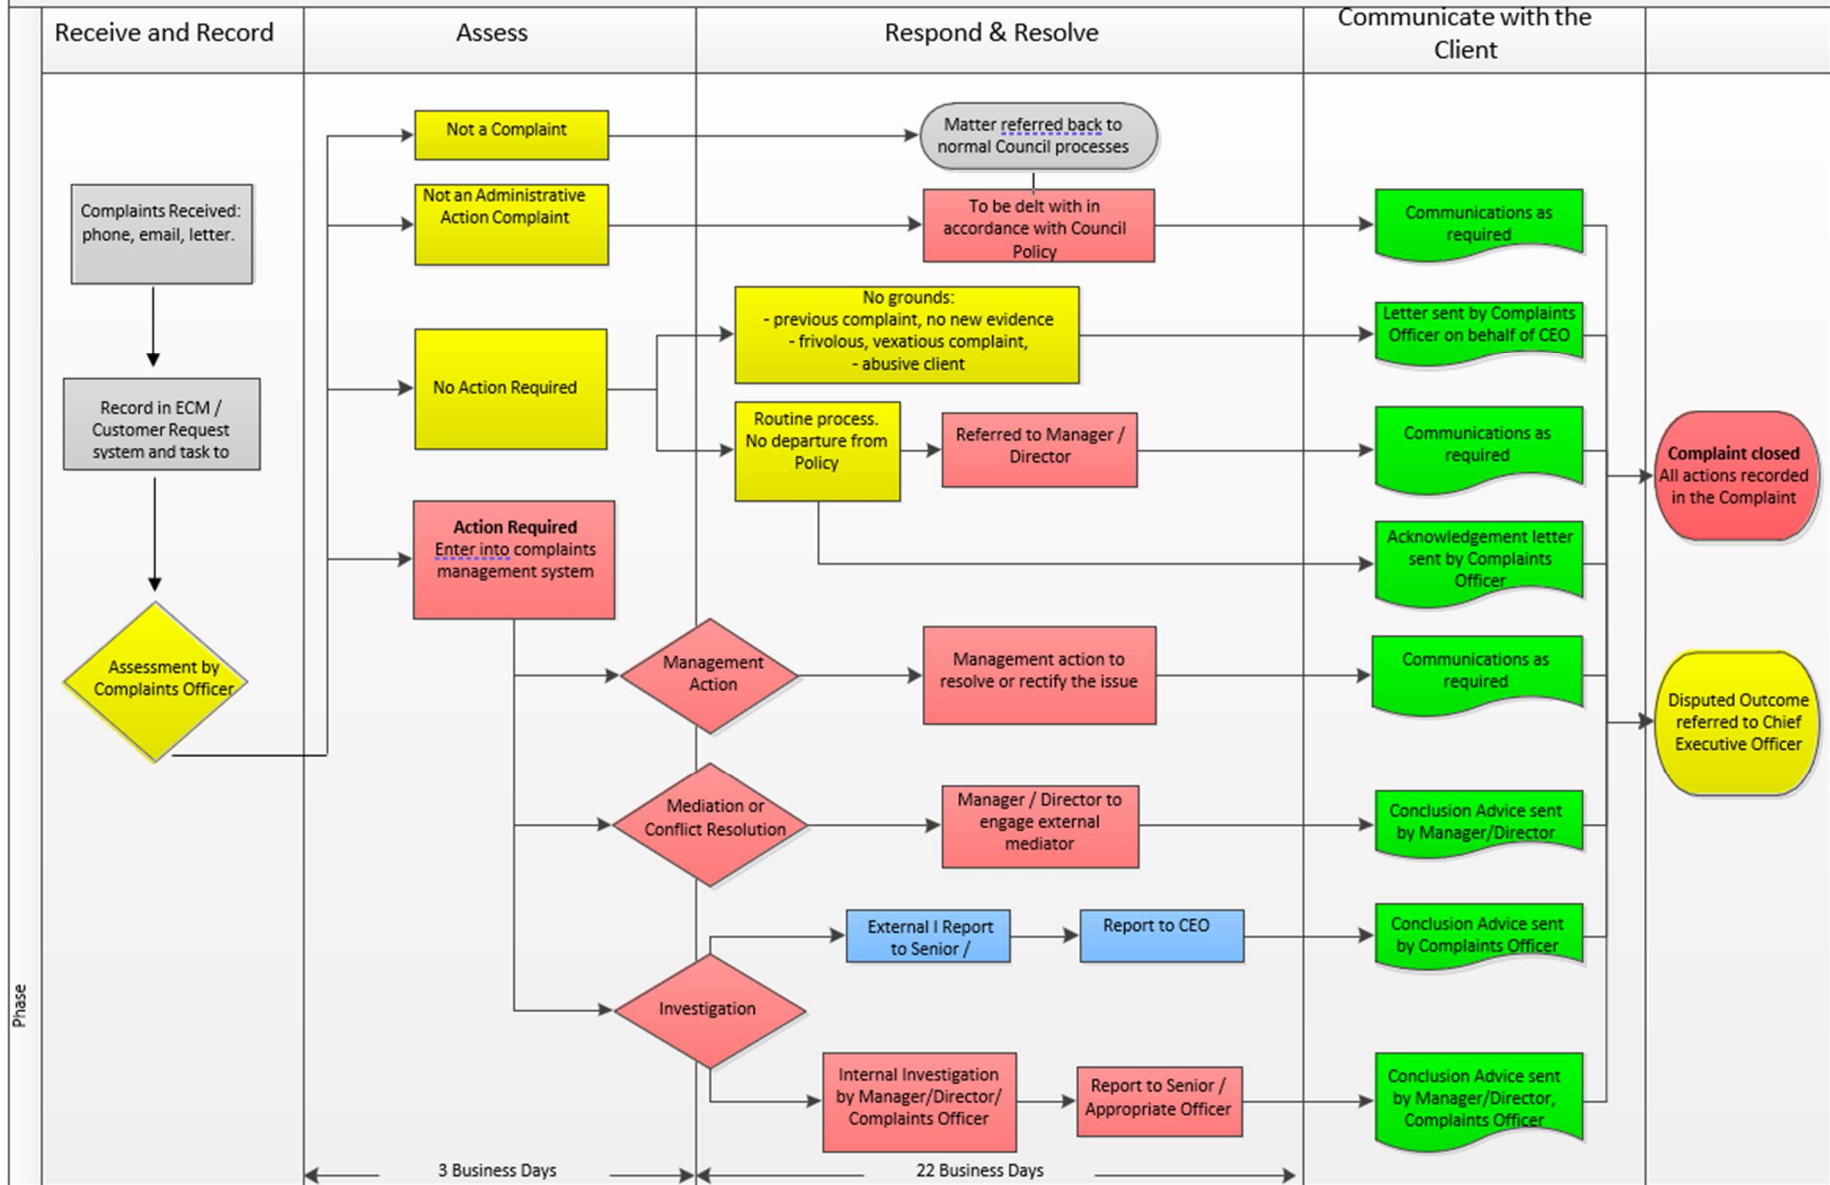 Receive and Record
Assess
Respond & Resolve
Communicate with the
Client
Complaints Received:
phone, email, letter.
Record in ECM /
Customer Request
system and task to
Assessment by
Complaints Officer
Not a Complaint
Not an Administrative
Action Complaint
No Action Required
Action Required
Enter into complaints
management system
Matter referred back to
normal Council processes
To be delt with in
accordance with Council
Policy
No grounds:
- previous complaint, no new evidence
- frivolous, vexatious complaint,
- abusive client
Routine process.
No departure from
Policy
Referred to Manager /
Director
Management
Action
Management action to
resolve or rectify the issue
Mediation or
Conflict Resolution
Manager / Director to
engage external
mediator
Investigation
External I Report
to Senior /
Report to CEO
Internal Investigation
by Manager/Director/
Complaints Officer
Report to Senior /
Appropriate Officer
Communications as
required
Letter sent by Complaints
Officer on behalf of CEO
Communications as
required
Acknowledgement letter
sent by Complaints
Officer
Communications as
required
Conclusion Advice sent
by Manager/Director
Conclusion Advice sent
by Complaints Officer
Conclusion Advice sent
by Manager/Director,
Complaints Officer
Complaint closed
All actions recorded
in the Complaint
Disputed Outcome
referred to Chief
Executive Officer
Phase
3 Business Days
22 Business Days